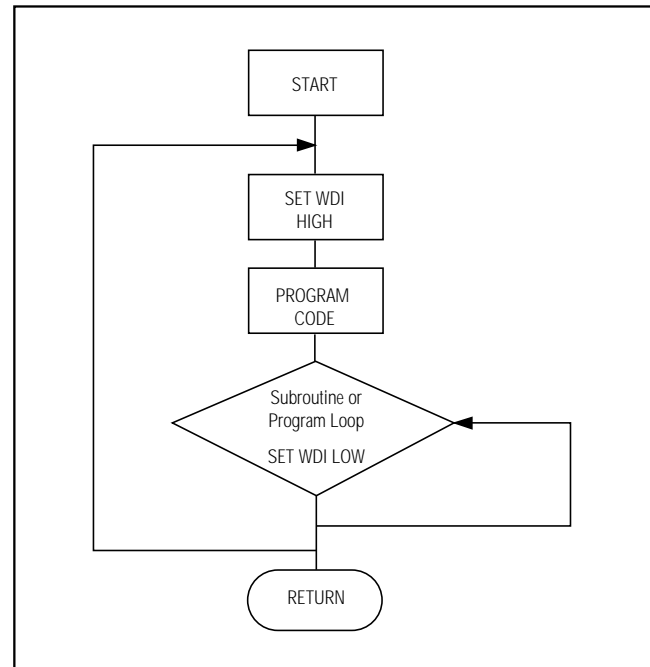 START
SET WDI
HIGH
PROGRAM
CODE
Subroutine or
Program Loop
SET WDI LOW
RETURN